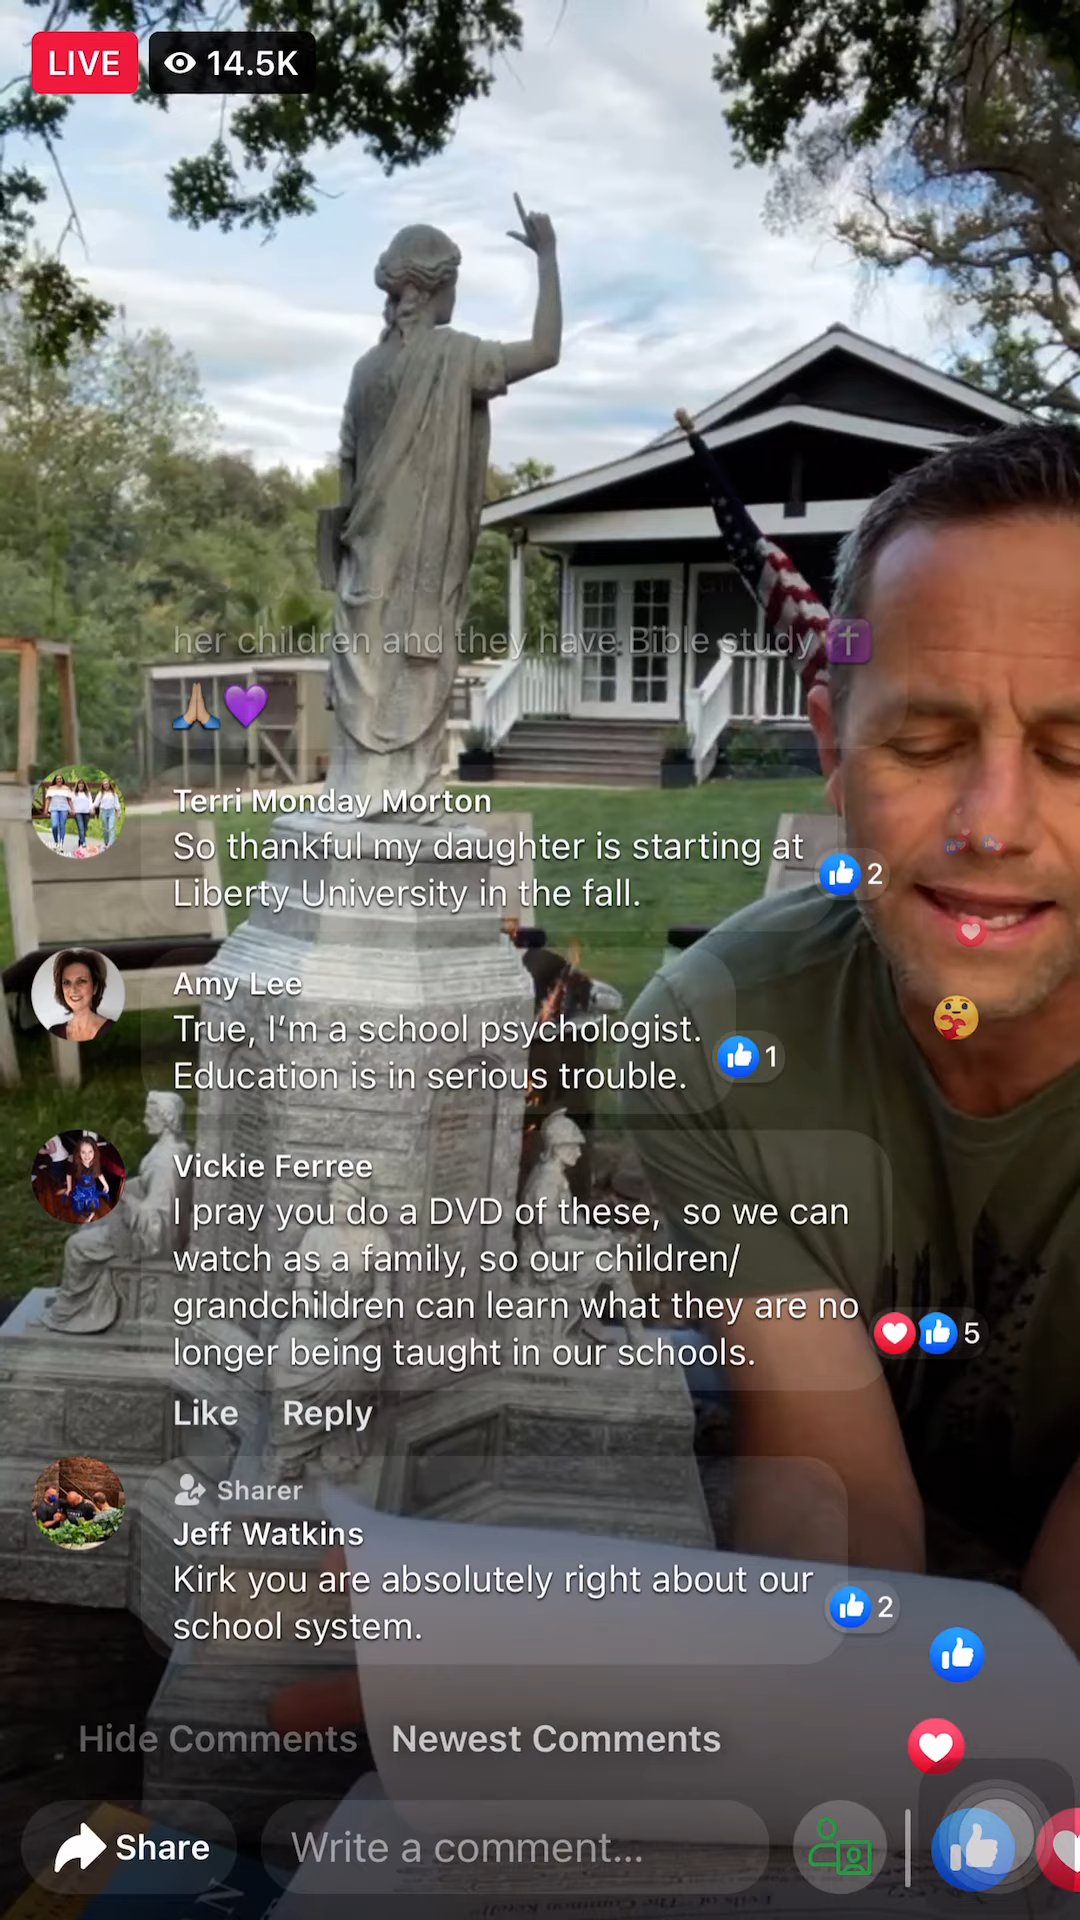 LIVE 14.5K
her children and they have Bible study
Terri Monday Morton
So thankful my daughter is starting at
Liberty University in the fall.
2
Amy Lee
True, I'm a school psychologist.
Education is in serious trouble.
1
Vickie Ferree
I pray you do a DVD of these,  so we can
watch as a family, so our children/
grandchildren can learn what they are no
longer being taught in our schools.
5
Like Reply
Sharer
Jeff Watkins
Kirk you are absolutely right about our
school system.
2
Hide Comments Newest Comments
Share Write a comment...